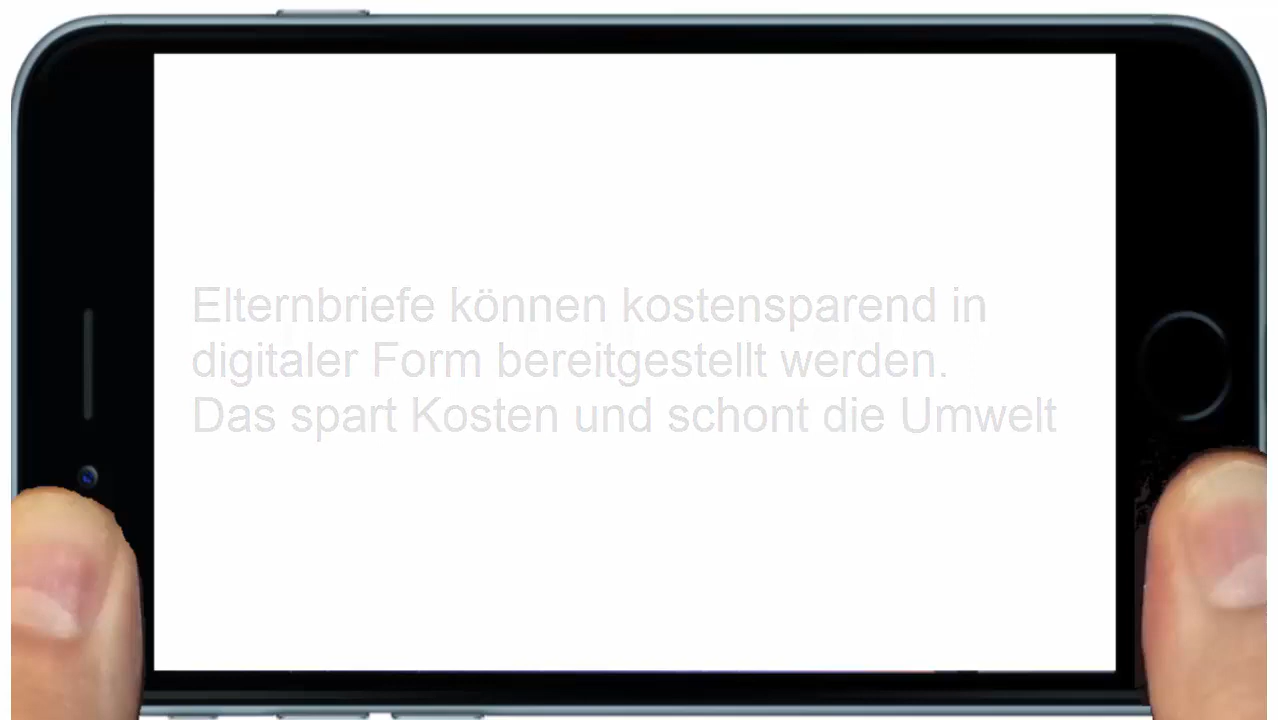 Elternbriefe können kostensparend in
digitaler Form bereitgestellt werden.
Das spart Kosten und schont die Umwelt